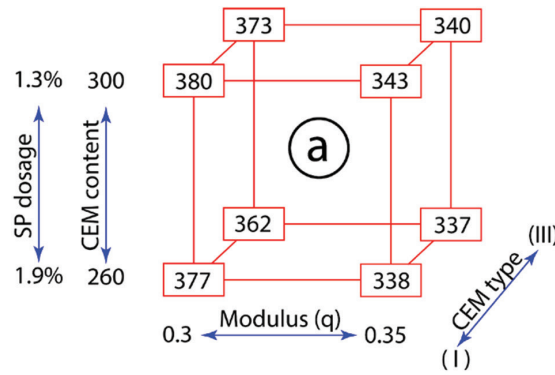 373 340
1.3% 300 380 343
SP dosage
CEM content
a
362 337
1.9% 260 377 338
(III)
CEM type
0.3 Modulus (q) 0.35
( I )